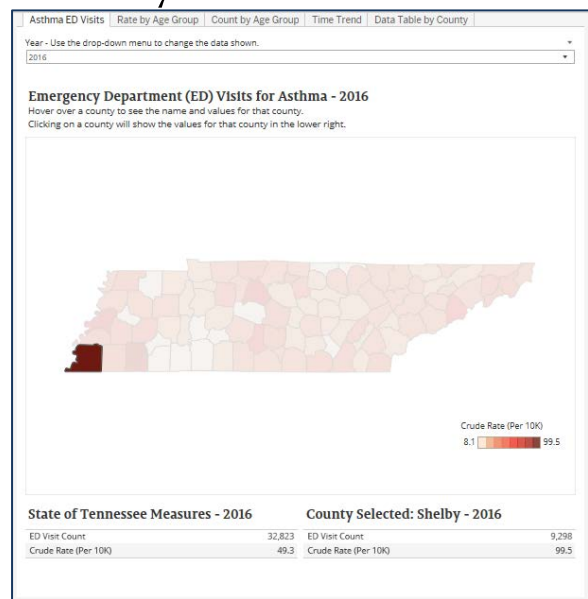 Asthma ED Visits Rate by Age Group Count by Age Group Time Trend Data Table by County
Year - Use the drop-down menu to change the data shown.
2016
Emergency Department (ED) Visits for Asthma - 2016
Hover over a county to see the name and values for that county.
Clicking on a county will show the values for that county in the lower right.
Crude Rate (Per 10K)
8.1 99.5
State of Tennessee Measures - 2016 County Selected: Shelby - 2016
ED Visit Count 32,823 ED Visit Count 9,298
Crude Rate (Per 10K) 49.3 Crude Rate (Per 10K) 99.5